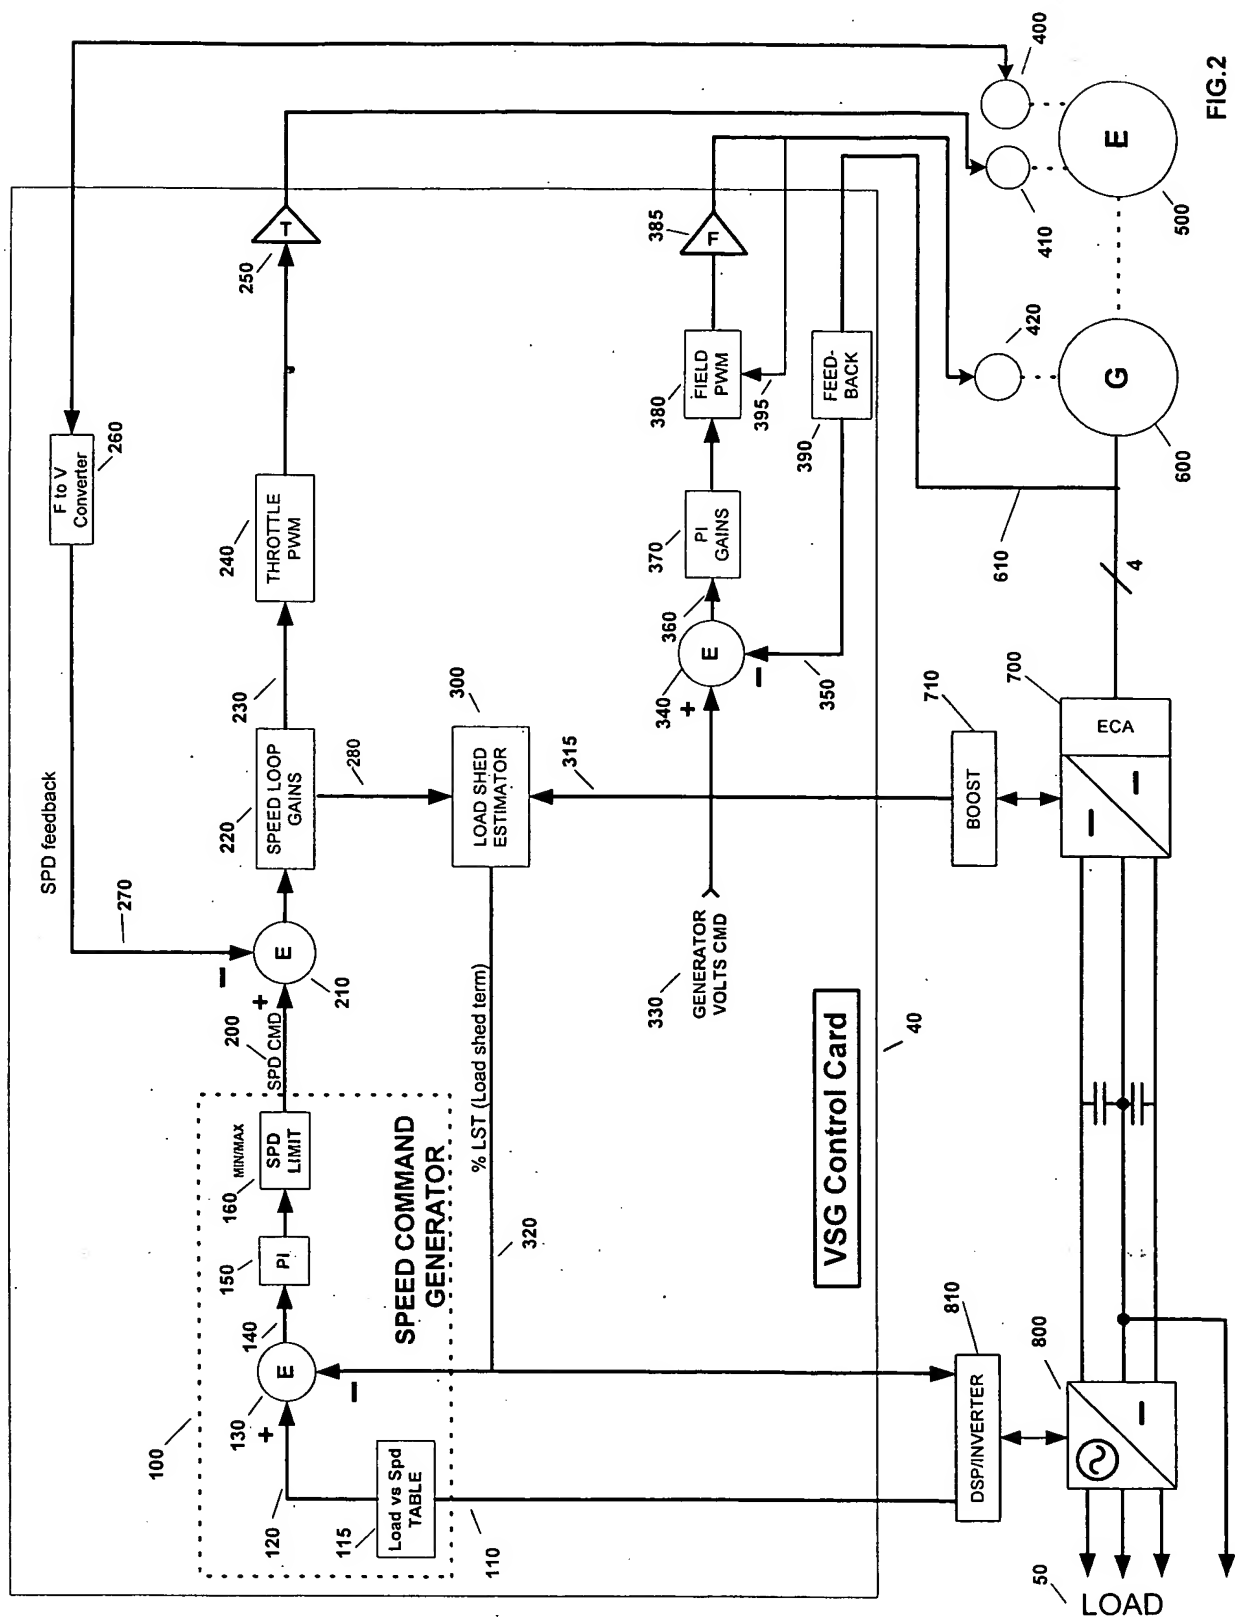 SPD feedback
270
F to V
Converter
260
100
SPEED COMMAND
GENERATOR
115
Load vs Spd
TABLE
110
120
130
E
+
−
140
150
PI
160
MIN/MAX
SPD
LIMIT
200
SPD CMD
+
−
E
210
220
SPEED LOOP
GAINS
230
240
THROTTLE
PWM
250
T
280
300
LOAD SHED
ESTIMATOR
315
320
% LST (Load shed term)
330
GENERATOR
VOLTS CMD
340
+
−
E
350
360
370
PI
GAINS
380
FIELD
PWM
385
F
395
390
FEED-
BACK
VSG Control Card
40
400
410
420
E
500
G
600
610
4
700
ECA
710
BOOST
800
810
DSP/INVERTER
50
LOAD
FIG.2